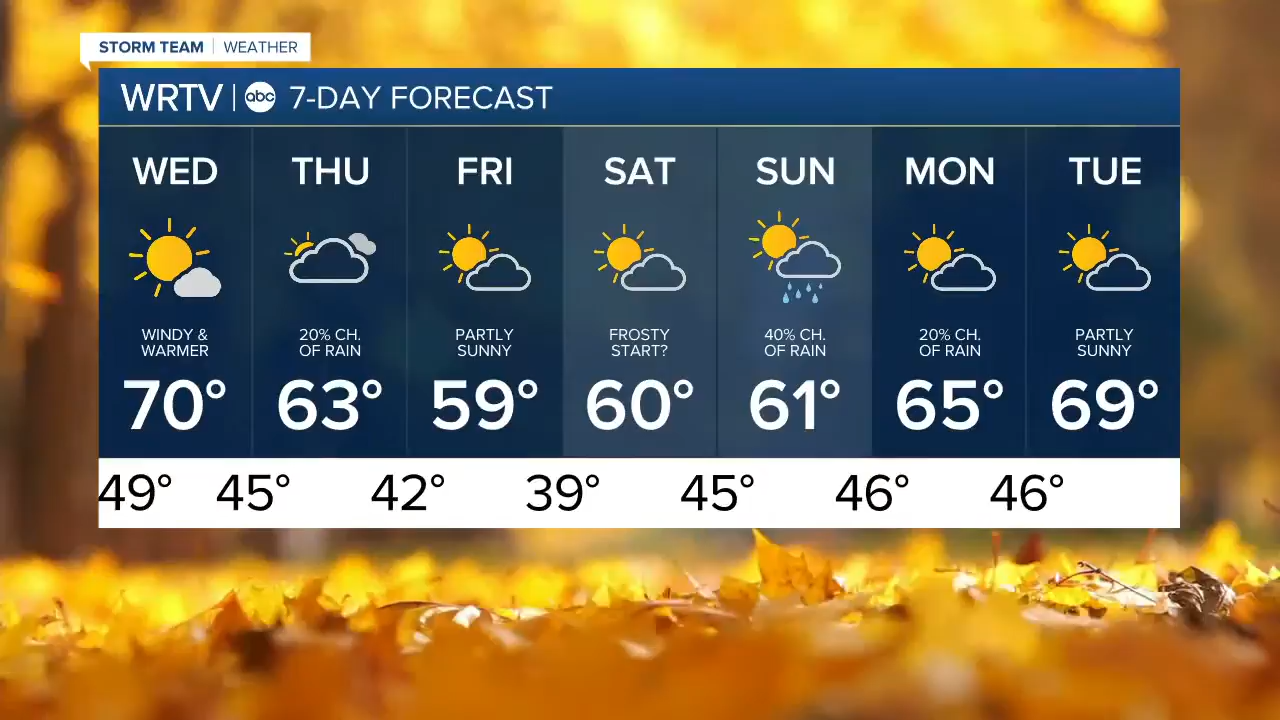 STORM TEAM | WEATHER
WRTV | abc 7-DAY FORECAST
WED THU FRI SAT SUN MON TUE
WINDY & 20% CH. PARTLY FROSTY 40% CH. 20% CH. PARTLY
WARMER OF RAIN SUNNY START? OF RAIN OF RAIN SUNNY
70° 63° 59° 60° 61° 65° 69°
49° 45° 42° 39° 45° 46° 46°